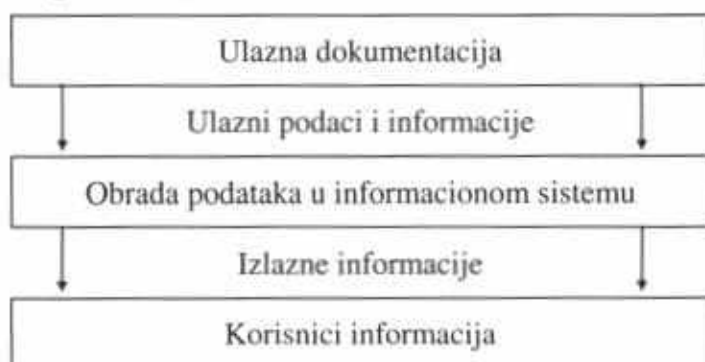 Ulazna dokumentacija
Ulazni podaci i informacije
Obrada podataka u informacionom sistemu
Izlazne informacije
Korisnici informacija